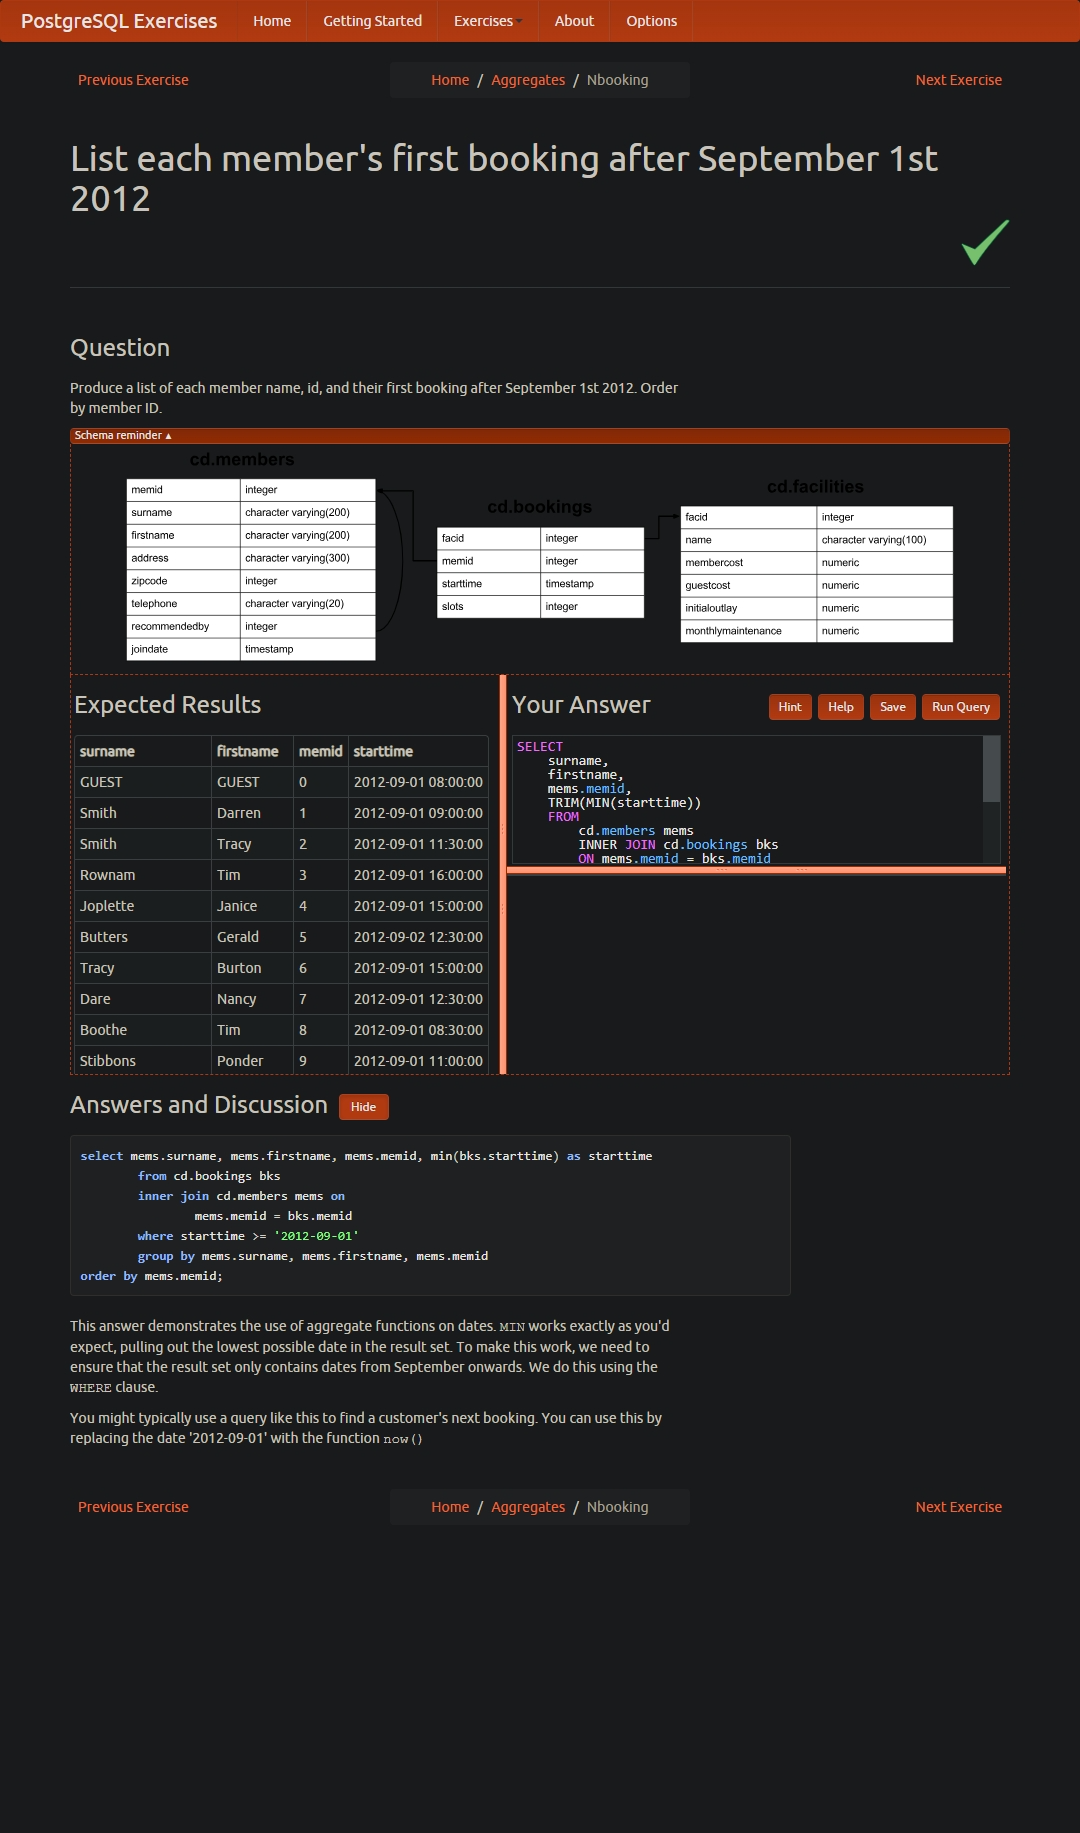 PostgreSQL Exercises Home Getting Started Exercises About Options
Previous Exercise Home / Aggregates / Nbooking Next Exercise
List each member's first booking after September 1st
2012
Question
Produce a list of each member name, id, and their first booking after September 1st 2012. Order
by member ID.
Schema reminder ▲
cd.members
memid integer
surname character varying(200)
firstname character varying(200)
address character varying(300)
zipcode integer
telephone character varying(20)
recommendedby integer
joindate timestamp
cd.bookings
facid integer
memid integer
starttime timestamp
slots integer
cd.facilities
facid integer
name character varying(100)
membercost numeric
guestcost numeric
initialoutlay numeric
monthlymaintenance numeric
Expected Results
surname firstname memid starttime
GUEST GUEST 0 2012-09-01 08:00:00
Smith Darren 1 2012-09-01 09:00:00
Smith Tracy 2 2012-09-01 11:30:00
Rownam Tim 3 2012-09-01 16:00:00
Joplette Janice 4 2012-09-01 15:00:00
Butters Gerald 5 2012-09-02 12:30:00
Tracy Burton 6 2012-09-01 15:00:00
Dare Nancy 7 2012-09-01 12:30:00
Boothe Tim 8 2012-09-01 08:30:00
Stibbons Ponder 9 2012-09-01 11:00:00
Your Answer Hint Help Save Run Query
SELECT
surname,
firstname,
mems.memid,
TRIM(MIN(starttime))
FROM
cd.members mems
INNER JOIN cd.bookings bks
ON mems.memid = bks.memid
Answers and Discussion Hide
select mems.surname, mems.firstname, mems.memid, min(bks.starttime) as starttime
from cd.bookings bks
inner join cd.members mems on
mems.memid = bks.memid
where starttime >= '2012-09-01'
group by mems.surname, mems.firstname, mems.memid
order by mems.memid;
This answer demonstrates the use of aggregate functions on dates. MIN works exactly as you'd
expect, pulling out the lowest possible date in the result set. To make this work, we need to
ensure that the result set only contains dates from September onwards. We do this using the
WHERE clause.
You might typically use a query like this to find a customer's next booking. You can use this by
replacing the date '2012-09-01' with the function now()
Previous Exercise Home / Aggregates / Nbooking Next Exercise